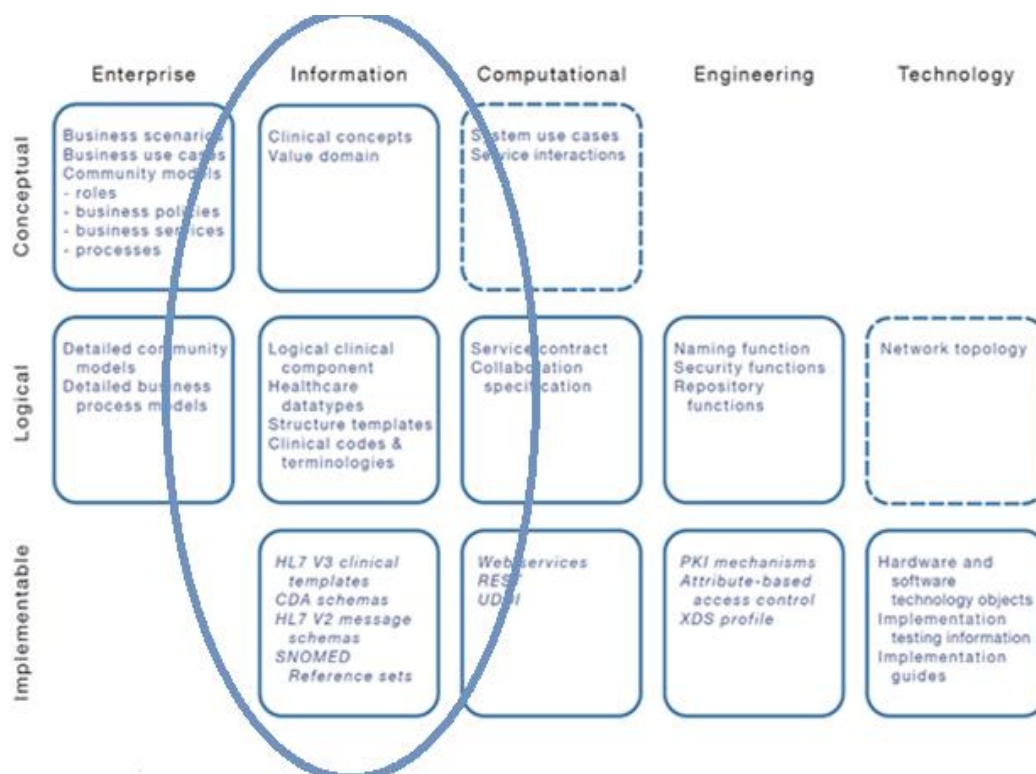 Enterprise
Information
Computational
Engineering
Technology
Conceptual
Business scenarios
Business use cases
Community models
- roles
- business policies
- business services
- processes
Clinical concepts
Value domain
System use cases
Service interactions
Logical
Detailed community
models
Detailed business
process models
Logical clinical
component
Healthcare
datatypes
Structure templates
Clinical codes &
terminologies
Service contract
Collaboration
specification
Naming function
Security functions
Repository
functions
Network topology
Implementable
HL7 V3 clinical
templates
CDA schemas
HL7 V2 message
schemas
SNOMED
Reference sets
Web services
REST
UDDI
PKI mechanisms
Attribute-based
access control
XDS profile
Hardware and
software
technology objects
Implementation
testing information
Implementation
guides